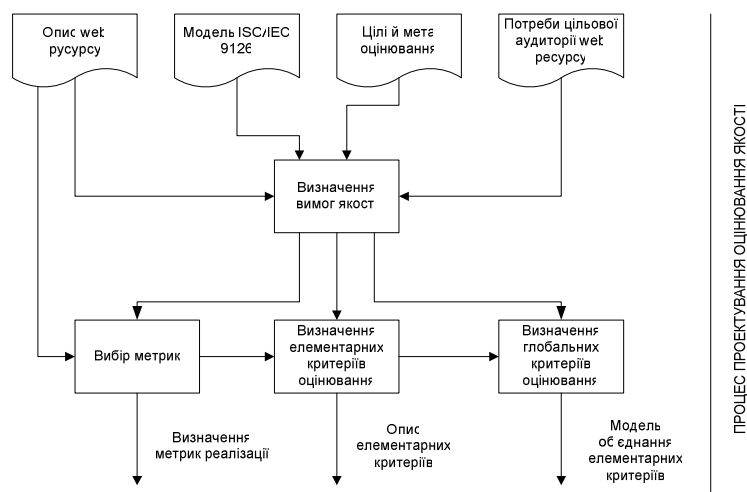 Опис web
русурсу
Модель ISO/IEC
9126
Цілі й мета
оцінювання
Потреби цільової
аудиторії web
ресурсу
Визначення
вимог якост
Вибір метрик
Визначення
елементарних
критеріїв
оцінювання
Визначення
глобальних
критеріїв
оцінювання
Визначення
метрик реалізації
Опис
елементарних
критеріїв
Модель
об єднання
елементарних
критеріїв
ПРОЦЕС ПРОЕКТУВАННЯ ОЦІНЮВАННЯ ЯКОСТІ